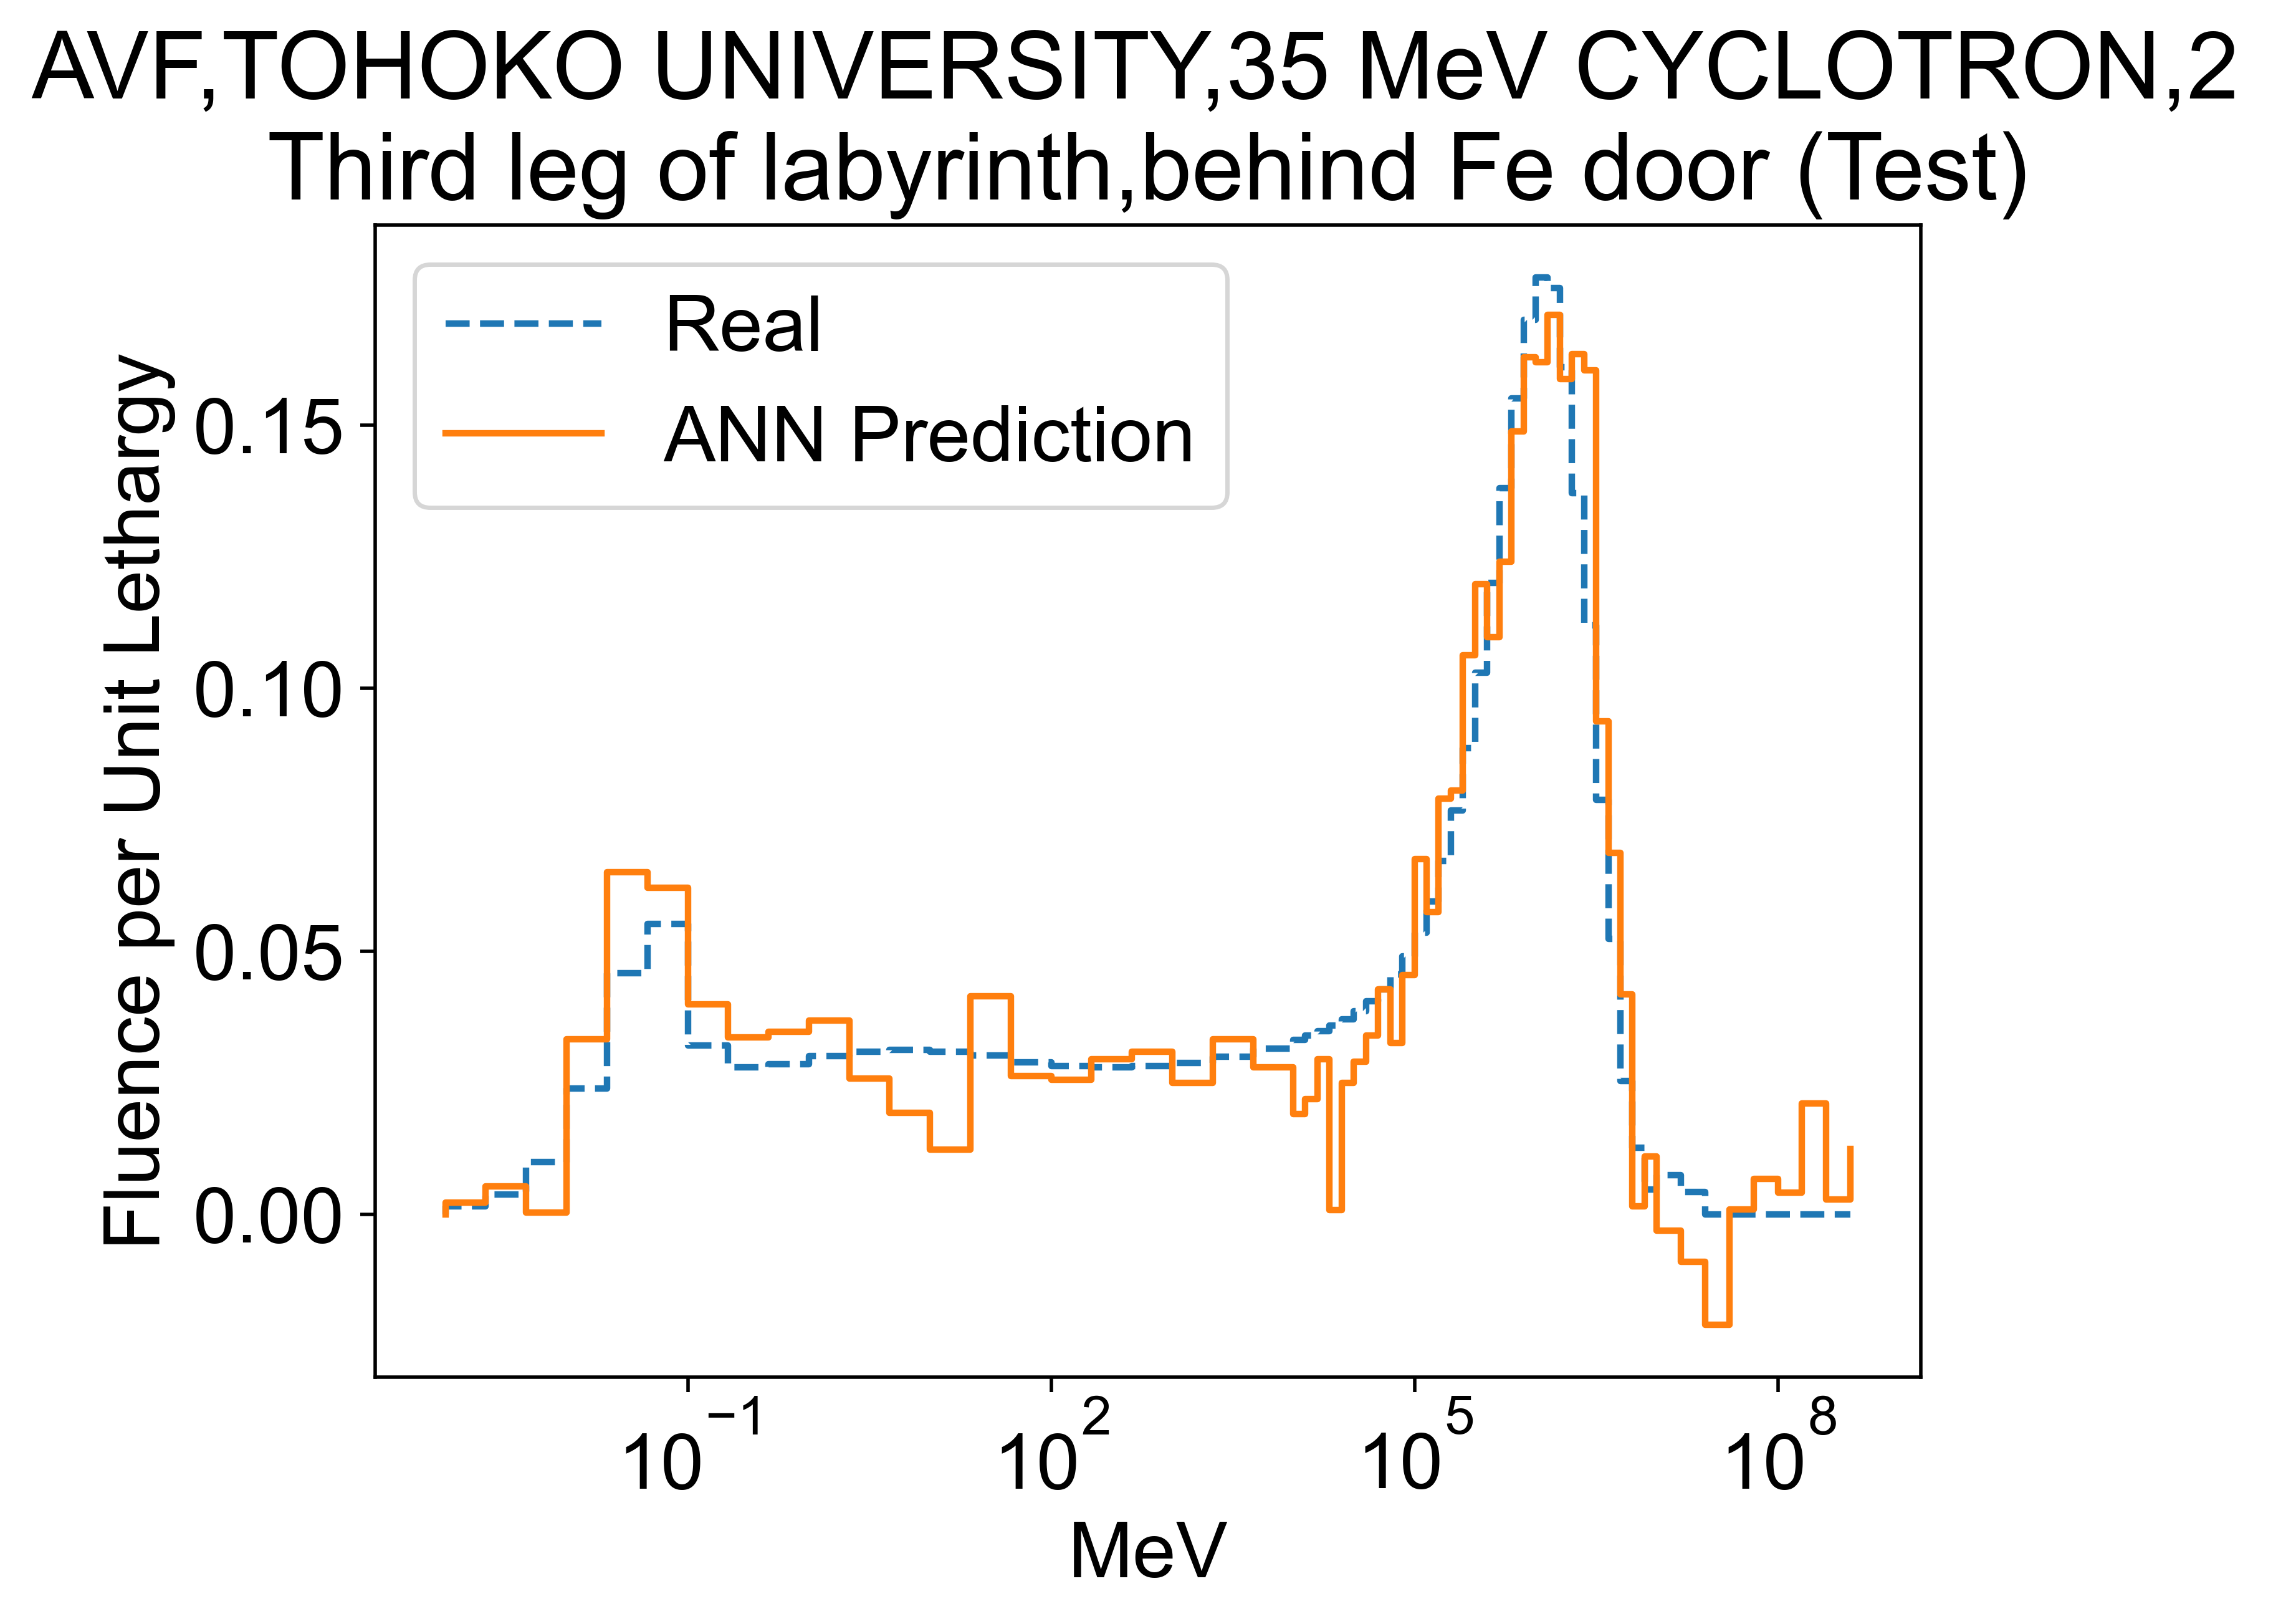 AVF,TOHOKO UNIVERSITY,35 MeV CYCLOTRON,2
Third leg of labyrinth,behind Fe door (Test)
Real
ANN Prediction
Fluence per Unit Lethargy
0.15
0.10
0.05
0.00
10⁻¹ 10² 10⁵ 10⁸
MeV